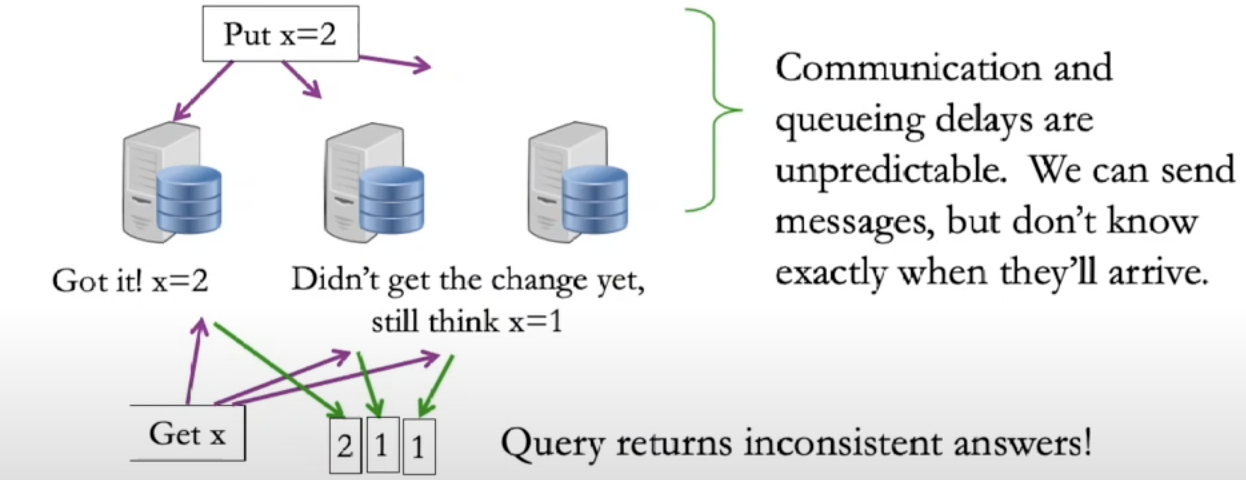 Put x=2
Communication and
queueing delays are
unpredictable. We can send
messages, but don't know
exactly when they'll arrive.
Got it! x=2
Didn't get the change yet,
still think x=1
Get x
2 1 1
Query returns inconsistent answers!